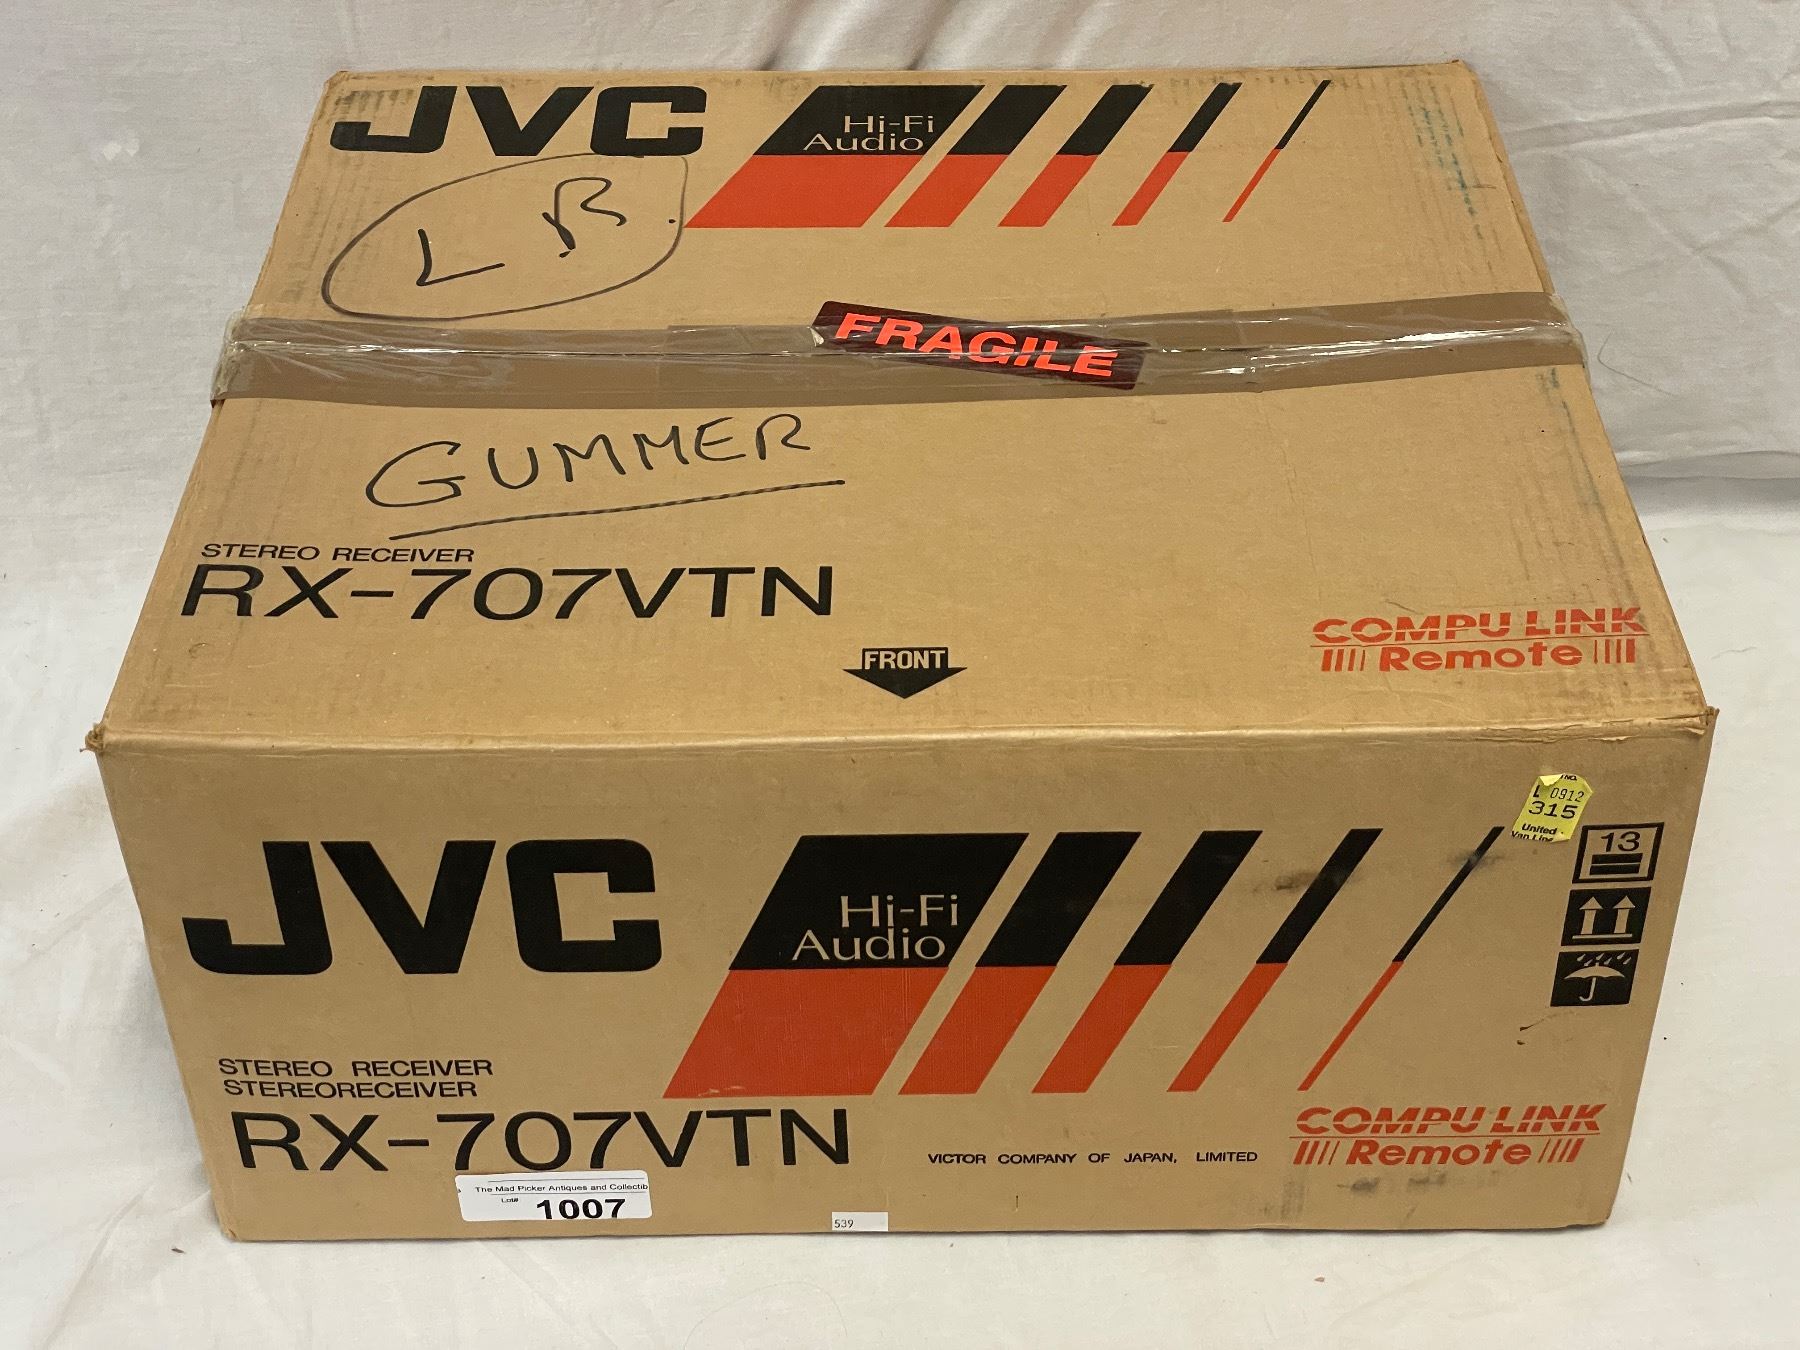 JVC
Hi-Fi
Audio
L B.
FRAGILE
GUMMER
STEREO RECEIVER
RX-707VTN
FRONT
COMPU LINK
Remote
JVC
Hi-Fi
Audio
0912
315
United
Van Line
13
STEREO RECEIVER
STEREORECEIVER
RX-707VTN
VICTOR COMPANY OF JAPAN, LIMITED
COMPU LINK
Remote
The Mad Picker Antiques and Collectib
Lot#
1007
539